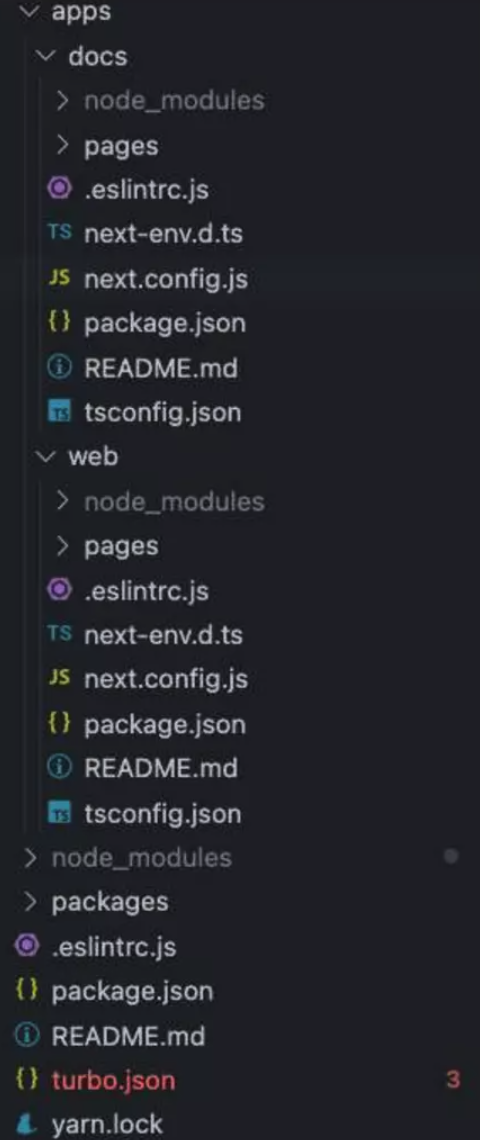 apps
docs
node_modules
pages
.eslintrc.js
TS next-env.d.ts
JS next.config.js
{} package.json
README.md
TS tsconfig.json
web
node_modules
pages
.eslintrc.js
TS next-env.d.ts
JS next.config.js
{} package.json
README.md
TS tsconfig.json
node_modules
packages
.eslintrc.js
{} package.json
README.md
{} turbo.json 3
yarn.lock